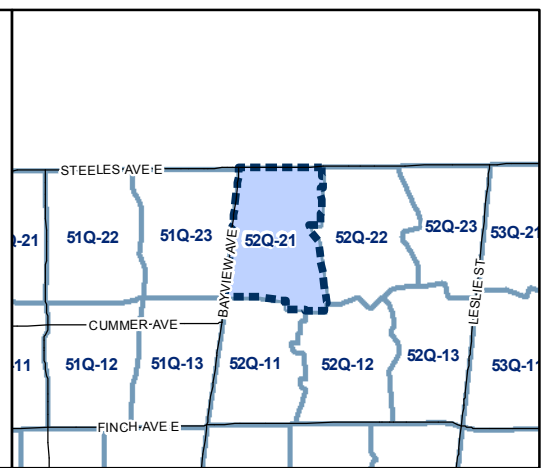 STEELES AVE E
Q-21
51Q-22
51Q-23
BAYVIEW AVE
52Q-21
52Q-22
52Q-23
53Q-21
LESLIE ST
CUMMER AVE
-11
51Q-12
51Q-13
52Q-11
52Q-12
52Q-13
53Q-11
FINCH AVE E